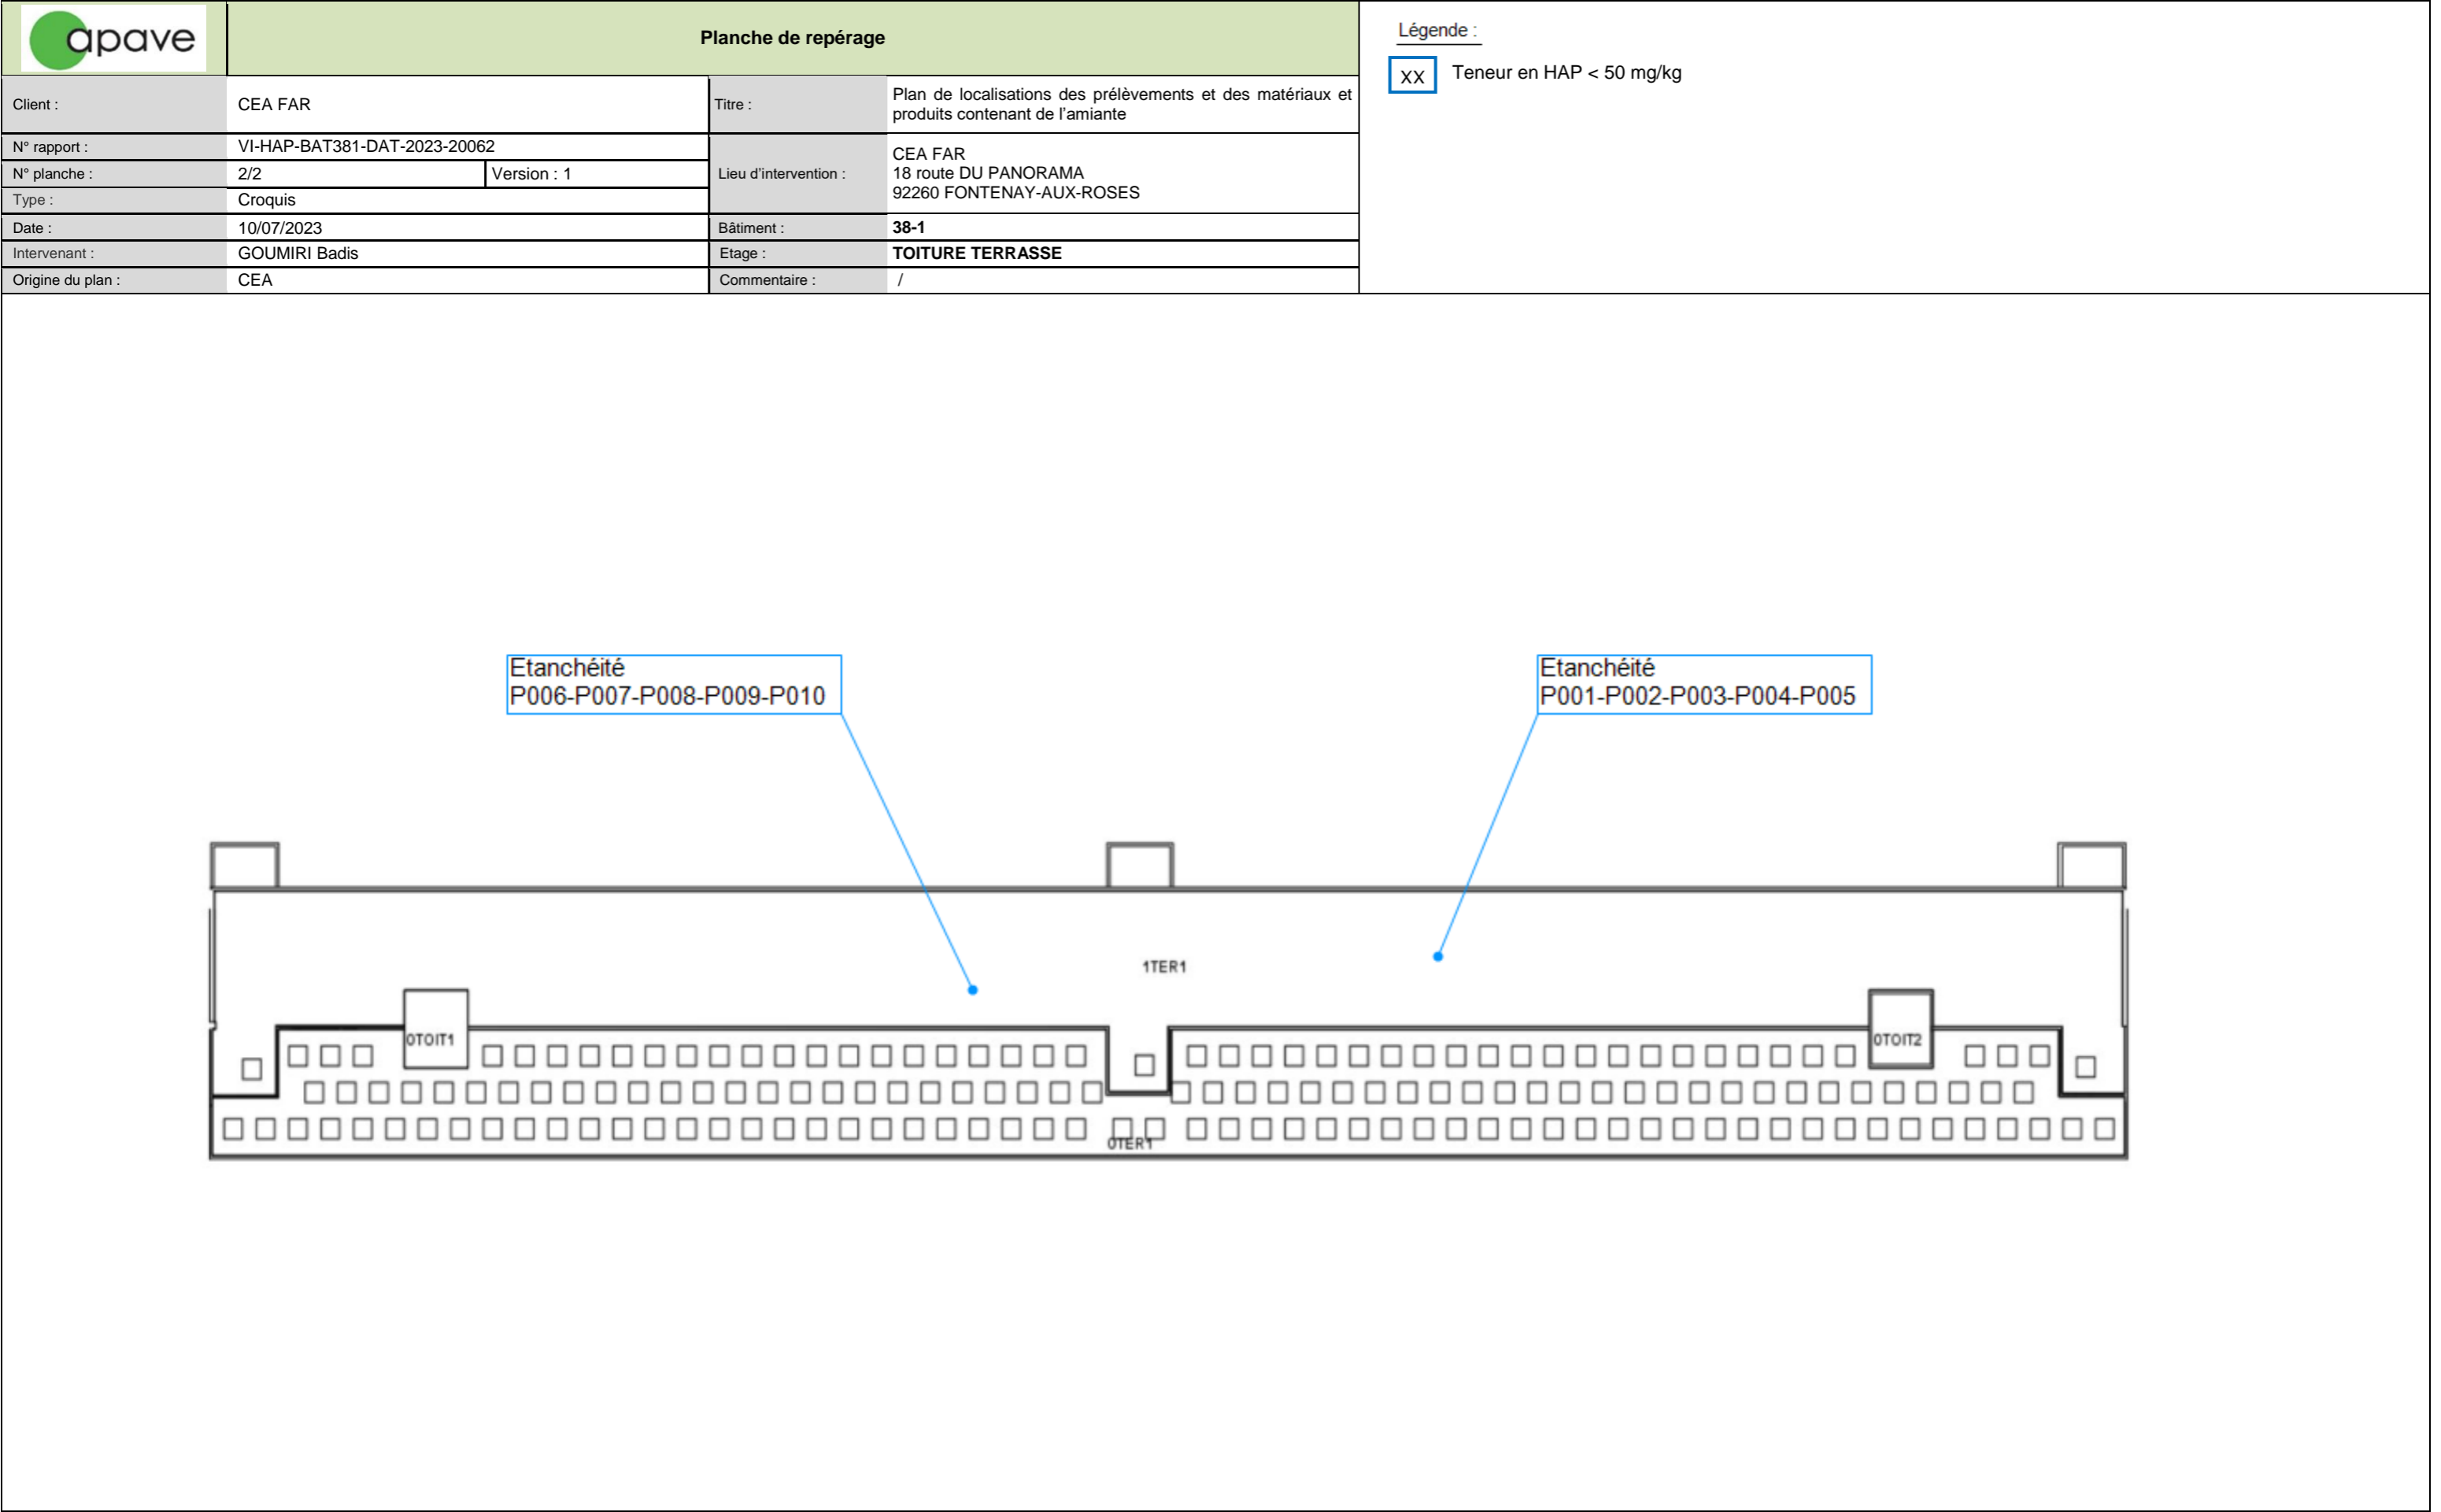 apave
Planche de repérage
Client :
CEA FAR
Titre :
Plan de localisations des prélèvements et des matériaux et
produits contenant de l'amiante
N° rapport :
VI-HAP-BAT381-DAT-2023-20062
N° planche :
2/2
Version : 1
Lieu d'intervention :
CEA FAR
18 route DU PANORAMA
92260 FONTENAY-AUX-ROSES
Type :
Croquis
Date :
10/07/2023
Bâtiment :
38-1
Intervenant :
GOUMIRI Badis
Etage :
TOITURE TERRASSE
Origine du plan :
CEA
Commentaire :
/
Légende :
XX
Teneur en HAP < 50 mg/kg
Etanchéité
P006-P007-P008-P009-P010
Etanchéité
P001-P002-P003-P004-P005
1TER1
0TOIT1
0TOIT2
0TER1